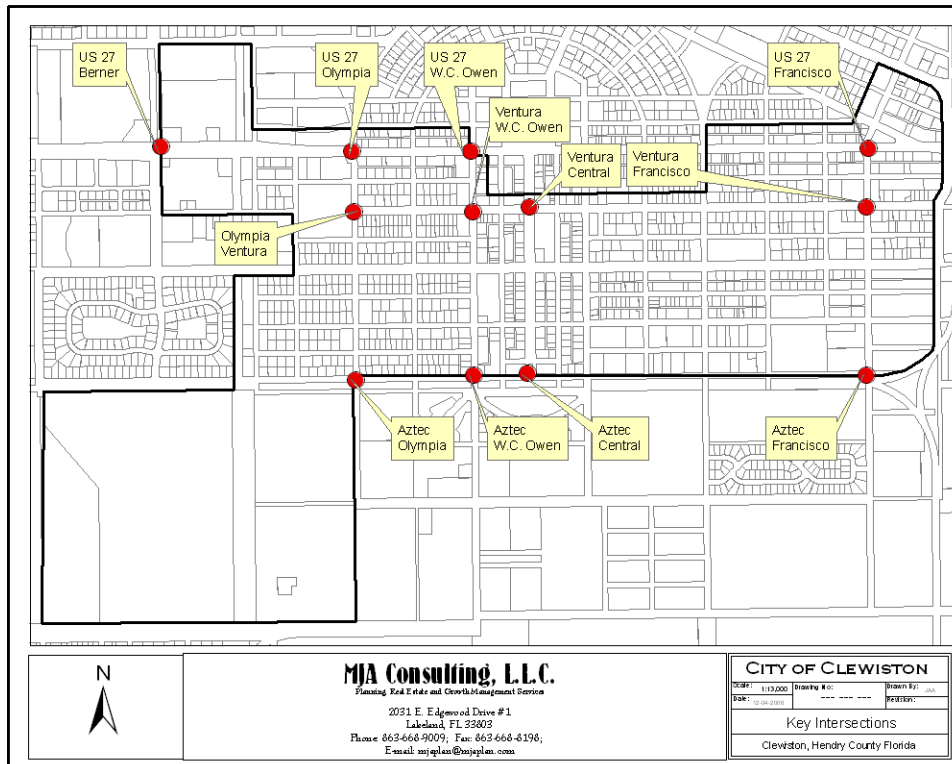 US 27
Berner
US 27
Olympia
US 27
W.C. Owen
US 27
Francisco
Ventura
W.C. Owen
Ventura
Central
Ventura
Francisco
Olympia
Ventura
Aztec
Olympia
Aztec
W.C. Owen
Aztec
Central
Aztec
Francisco
N
MJA Consulting, L.L.C.
Planning, Real Estate and Growth Management Services
2031 E. Edgewood Drive #1
Lakeland, FL 33803
Phone: 863-668-9009; Fax: 863-668-8198;
E-mail: mjaplan@mjaplan.com
CITY OF CLEWISTON
Scale: 1:13,000 Drawing No: --- --- --- Drawn By: JAA
Date: 12-04-2006 Revision:
Key Intersections
Clewiston, Hendry County Florida